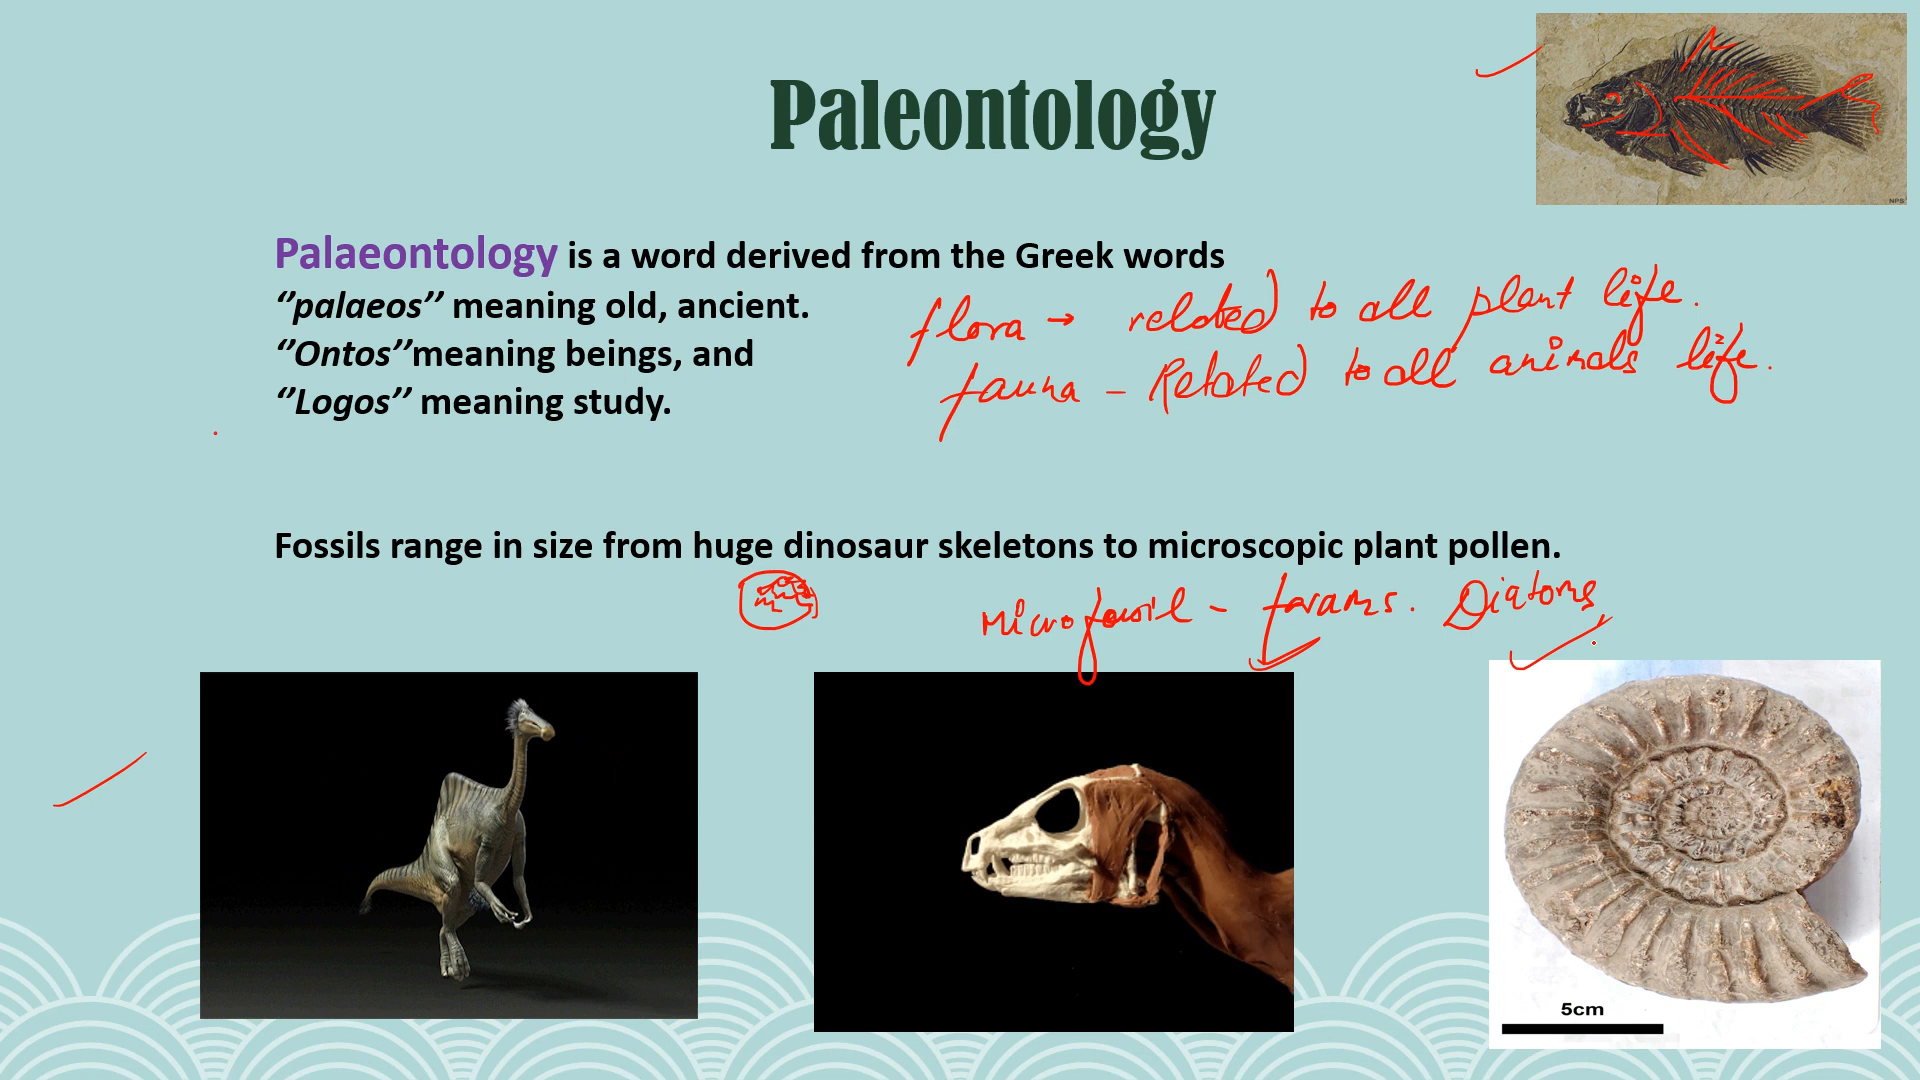 Paleontology
NPS
Palaeontology is a word derived from the Greek words
‘’palaeos’’ meaning old, ancient.
‘’Ontos’’meaning beings, and
‘’Logos’’ meaning study.
flora → related to all plant life.
fauna – Related to all animals life.
Fossils range in size from huge dinosaur skeletons to microscopic plant pollen.
Microfossil – forams. Diatoms
5cm